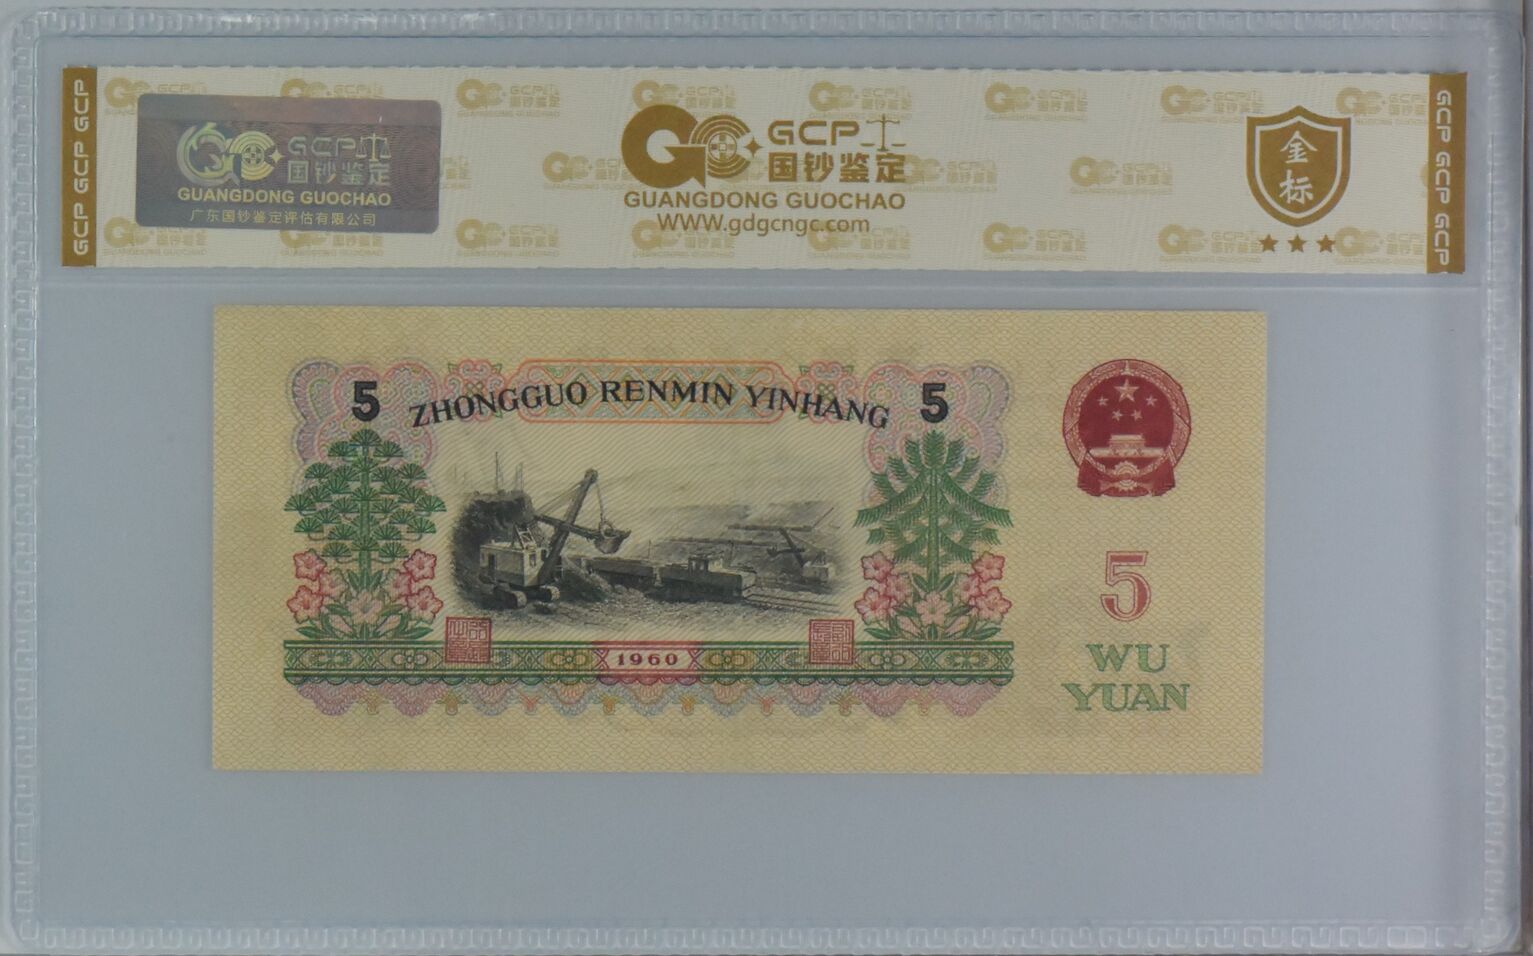 GCP GCP GCP
GCP
国钞鉴定
GUANGDONG GUOCHAO
广东国钞鉴定评估有限公司
GCP
国钞鉴定
GUANGDONG GUOCHAO
WWW.gdgcngc.com
金
标
GCP GCP GCP
5
ZHONGGUO RENMIN YINHANG
5
1960
5
WU
YUAN